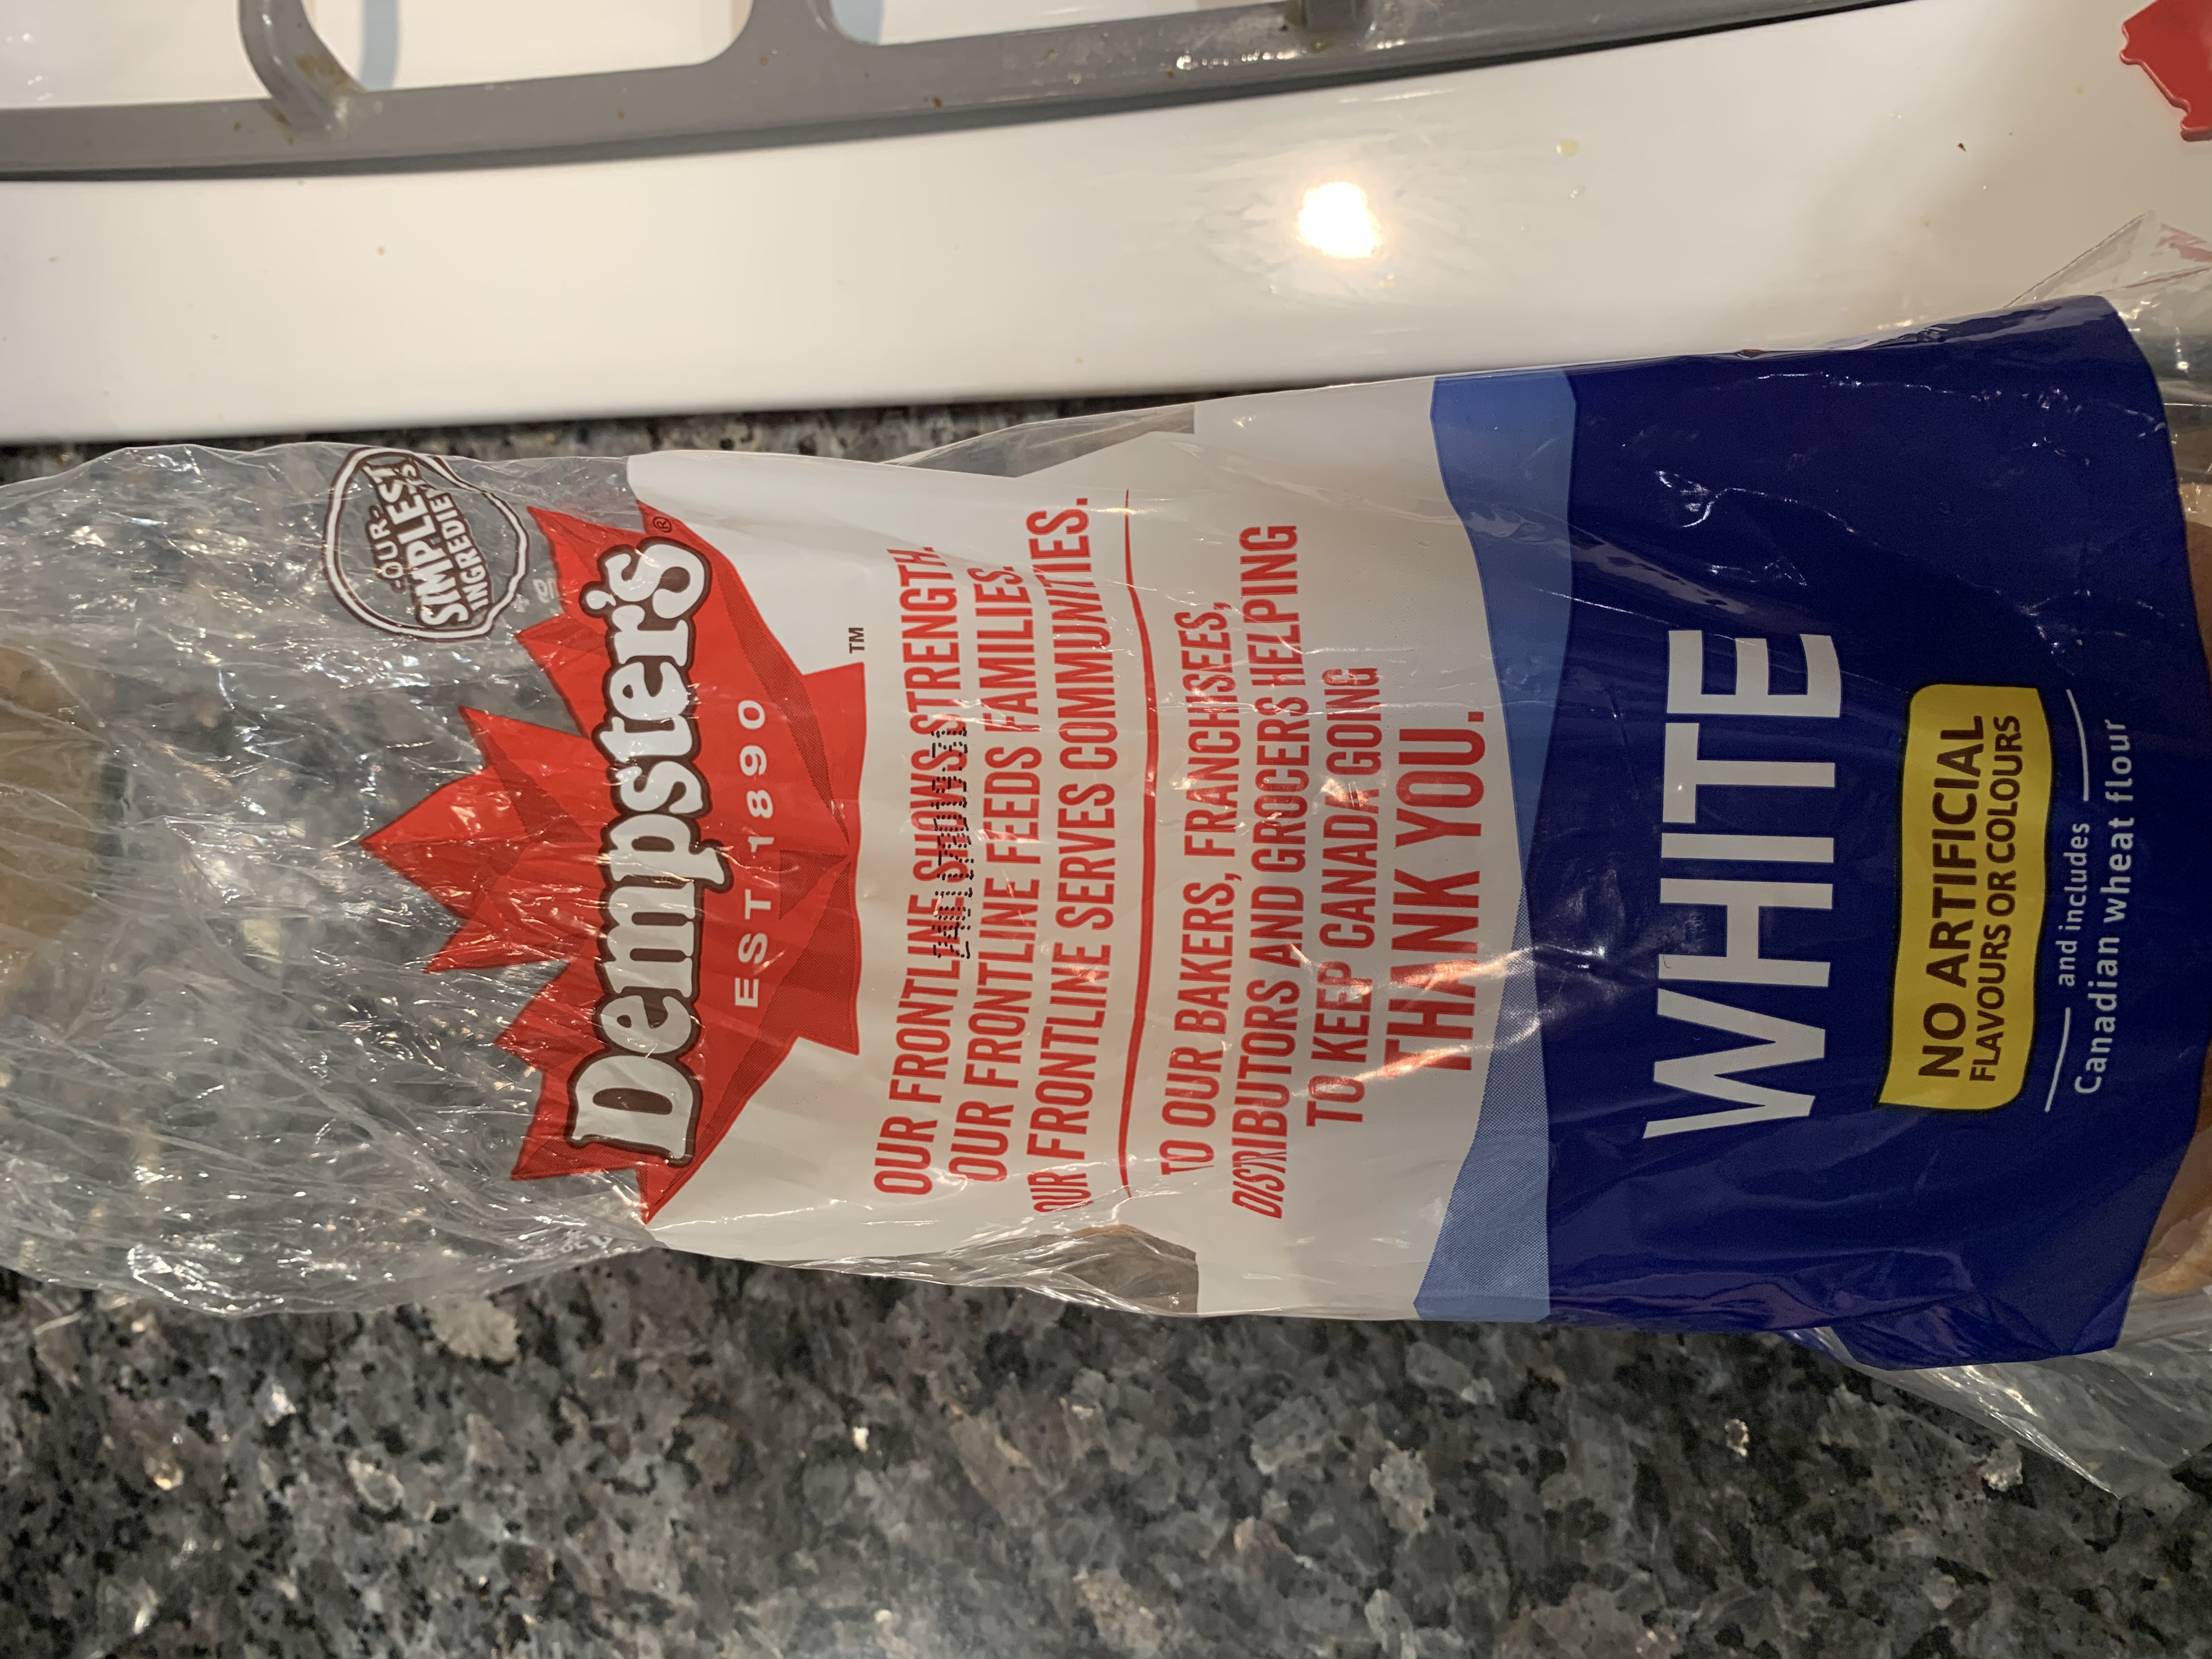 OUR
SIMPLEST
Dempster's®
EST 1890
TM
OUR FRONTLINE SHOWS STRENGTH.
OUR FRONTLINE FEEDS FAMILIES.
OUR FRONTLINE SERVES COMMUNITIES.
TO OUR BAKERS, FRANCHISEES,
DISTRIBUTORS AND GROCERS HELPING
TO KEEP CANADA GOING
THANK YOU.
WHITE
NO ARTIFICIAL
FLAVOURS OR COLOURS
and includes
Canadian wheat flour